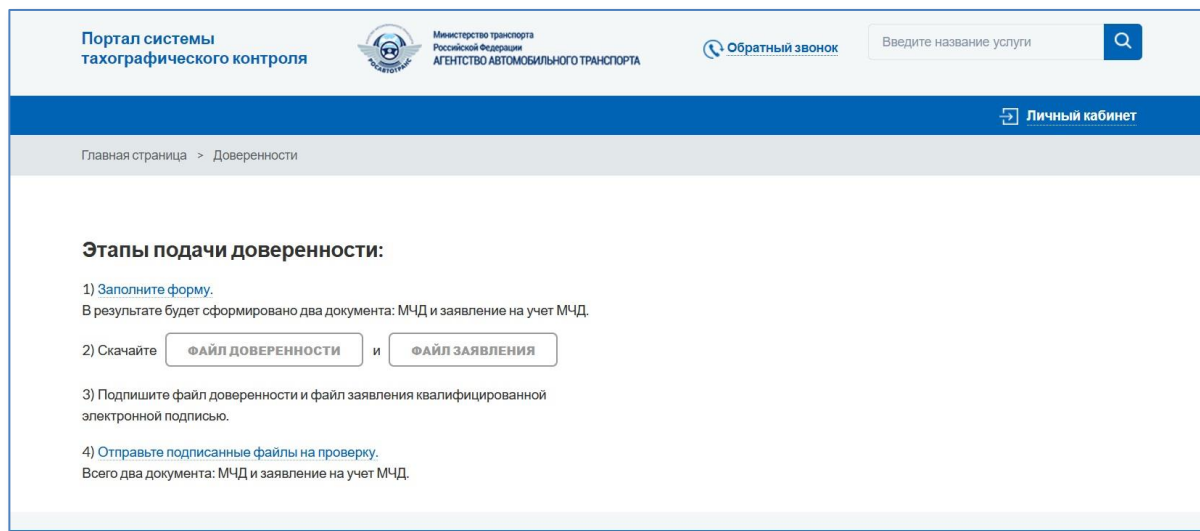 Портал системы
тахографического контроля
РОСАВТОТРАНС
Министерство транспорта
Российской Федерации
АГЕНТСТВО АВТОМОБИЛЬНОГО ТРАНСПОРТА
Обратный звонок
Введите название услуги
Личный кабинет
Главная страница > Доверенности
Этапы подачи доверенности:
1) Заполните форму.
В результате будет сформировано два документа: МЧД и заявление на учет МЧД.
2) Скачайте ФАЙЛ ДОВЕРЕННОСТИ и ФАЙЛ ЗАЯВЛЕНИЯ
3) Подпишите файл доверенности и файл заявления квалифицированной
электронной подписью.
4) Отправьте подписанные файлы на проверку.
Всего два документа: МЧД и заявление на учет МЧД.